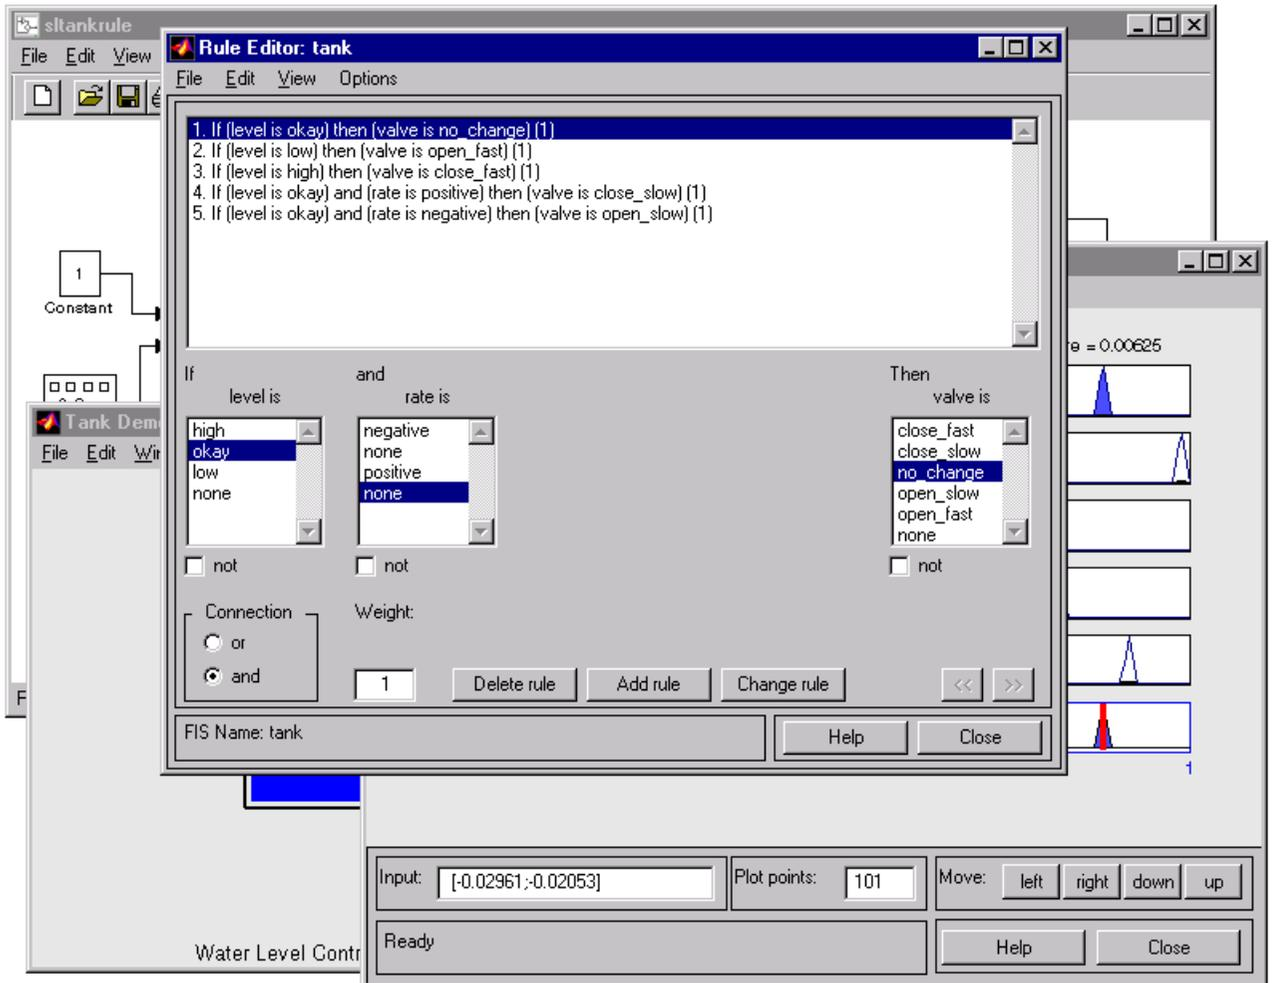 sltankrule
File Edit View
Rule Editor: tank
File Edit View Options
1. If (level is okay) then (valve is no_change) (1)
2. If (level is low) then (valve is open_fast) (1)
3. If (level is high) then (valve is close_fast) (1)
4. If (level is okay) and (rate is positive) then (valve is close_slow) (1)
5. If (level is okay) and (rate is negative) then (valve is open_slow) (1)
1
Constant
= 0.00625
If and Then
level is rate is valve is
high negative close_fast
okay none close_slow
low positive no_change
none none open_slow
open_fast
none
not not not
Tank Dem
File Edit
Connection Weight:
or
and 1 Delete rule Add rule Change rule << >>
FIS Name: tank Help Close
1
Input: [-0.02961;-0.02053] Plot points: 101 Move: left right down up
Ready Help Close
Water Level Contr